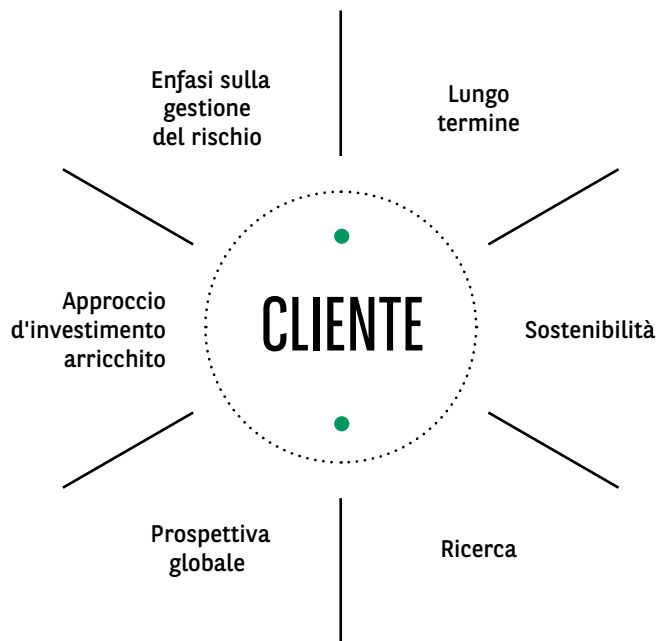 Enfasi sulla
gestione
del rischio
Lungo
termine
Approccio
d'investimento
arricchito
CLIENTE
Sostenibilità
Prospettiva
globale
Ricerca